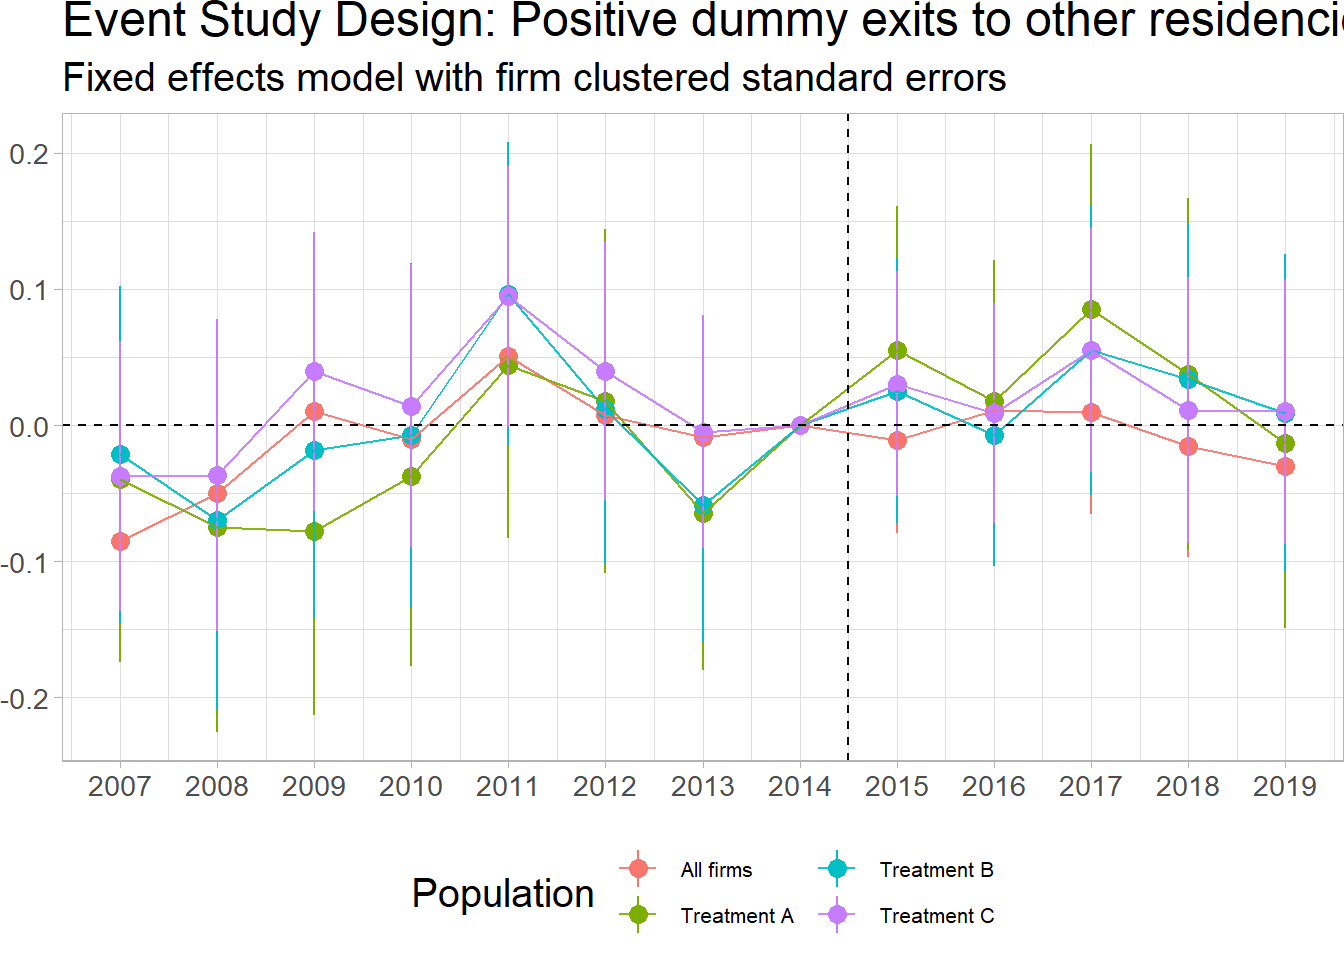 Event Study Design: Positive dummy exits to other residenci
Fixed effects model with firm clustered standard errors
0.2
0.1
0.0
-0.1
-0.2
2007 2008 2009 2010 2011 2012 2013 2014 2015 2016 2017 2018 2019
Population
All firms
Treatment A
Treatment B
Treatment C